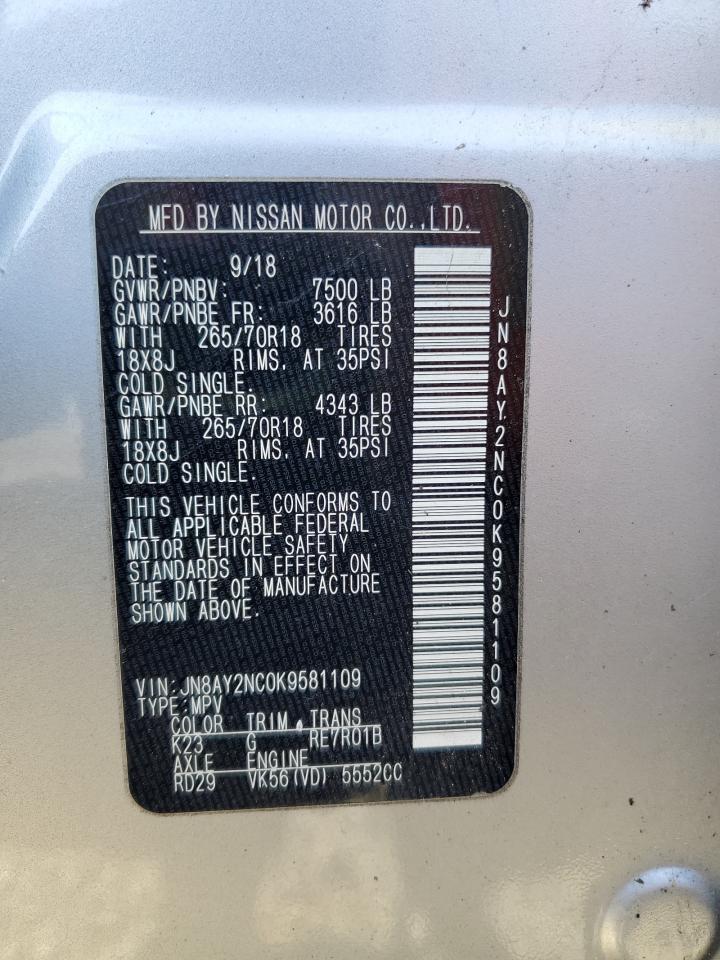 MFD BY NISSAN MOTOR CO.,LTD.
DATE: 9/18
GVWR/PNBV: 7500 LB
GAWR/PNBE FR: 3616 LB
WITH 265/70R18 TIRES
18X8J RIMS, AT 35PSI
COLD SINGLE.
GAWR/PNBE RR: 4343 LB
WITH 265/70R18 TIRES
18X8J RIMS, AT 35PSI
COLD SINGLE.
THIS VEHICLE CONFORMS TO
ALL APPLICABLE FEDERAL
MOTOR VEHICLE SAFETY
STANDARDS IN EFFECT ON
THE DATE OF MANUFACTURE
SHOWN ABOVE.
VIN:JN8AY2NC0K9581109
TYPE:MPV
COLOR TRIM TRANS
K23 G RE7R01B
AXLE ENGINE
RD29 VK56(VD) 5552CC
JN8AY2NC0K9581109